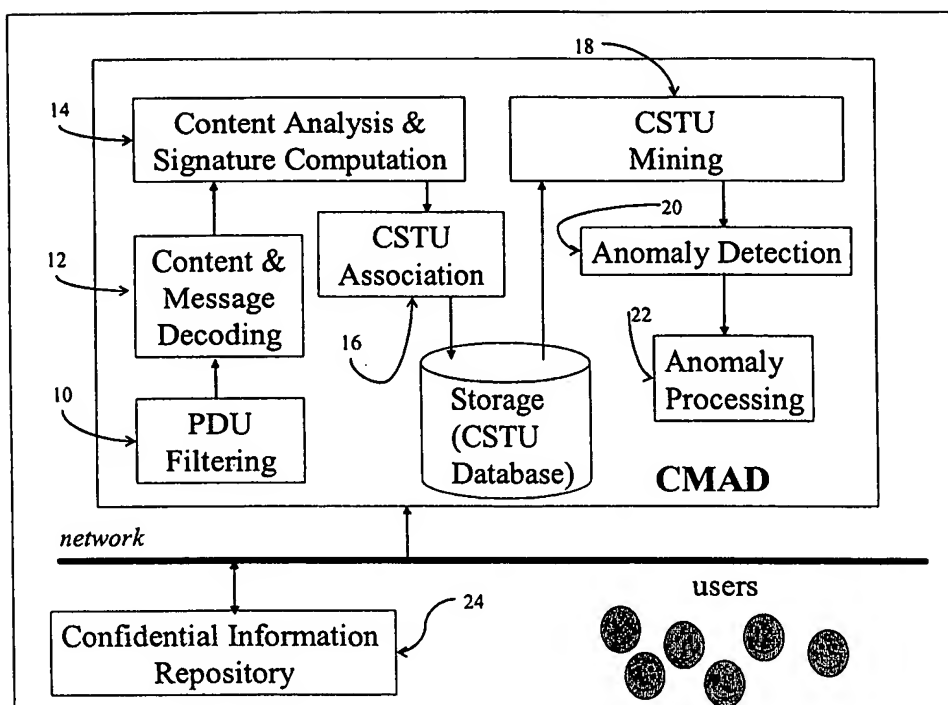 18
14
Content Analysis &
Signature Computation
CSTU
Mining
20
12
CSTU
Association
Anomaly Detection
Content &
Message
Decoding
16
22
Anomaly
Processing
10
PDU
Filtering
Storage
(CSTU
Database)
CMAD
network
users
24
Confidential Information
Repository